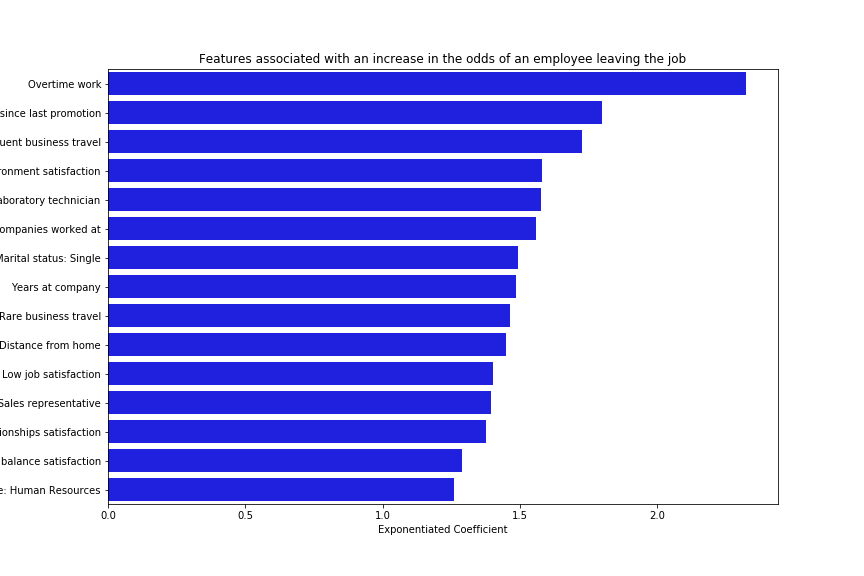 Features associated with an increase in the odds of an employee leaving the job
Overtime work
since last promotion
business travel
satisfaction
technician
worked at
Marital status: Single
Years at company
Rare business travel
Distance from home
Low job satisfaction
Sales representative
satisfaction
balance satisfaction
Human Resources
0.0 0.5 1.0 1.5 2.0
Exponentiated Coefficient